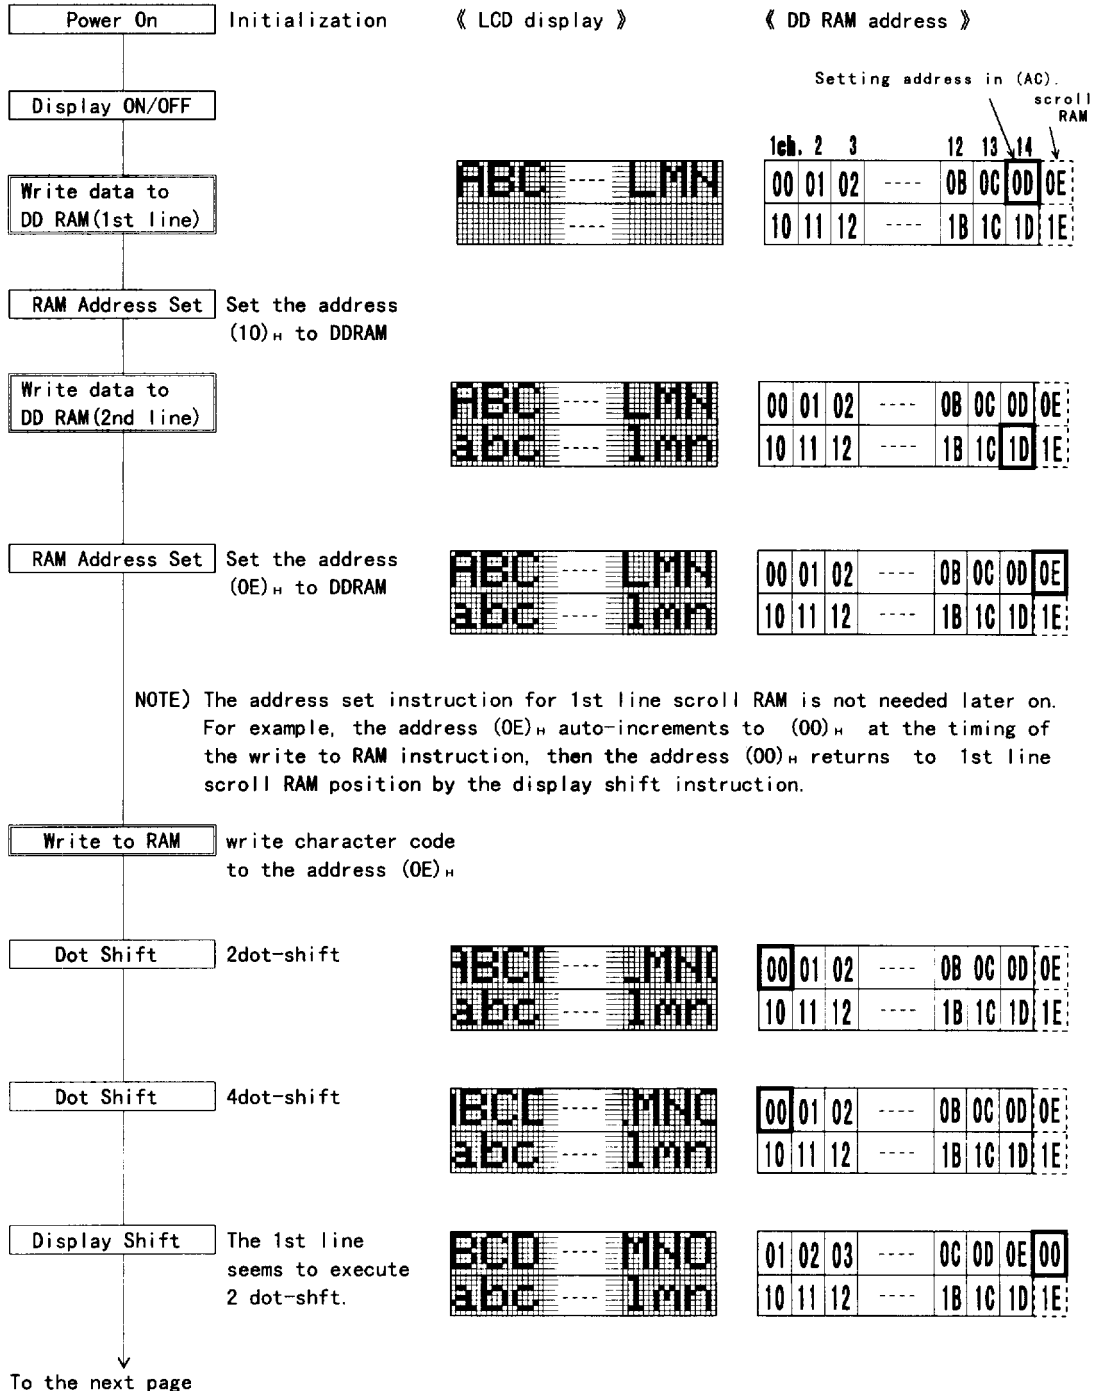 Power On Initialization 《 LCD display 》 《 DD RAM address 》
Setting address in (AC).
scroll
RAM
Display ON/OFF
1ch. 2 3 12 13 14
Write data to
DD RAM(1st line)
ABC ---- LMN
----
00 01 02 ---- 0B 0C 0D 0E
10 11 12 ---- 1B 1C 1D 1E
RAM Address Set Set the address
(10)H to DDRAM
Write data to
DD RAM(2nd line)
ABC ---- LMN
abc ---- lmn
00 01 02 ---- 0B 0C 0D 0E
10 11 12 ---- 1B 1C 1D 1E
RAM Address Set Set the address
(0E)H to DDRAM
ABC ---- LMN
abc ---- lmn
00 01 02 ---- 0B 0C 0D 0E
10 11 12 ---- 1B 1C 1D 1E
NOTE) The address set instruction for 1st line scroll RAM is not needed later on.
For example, the address (0E)H auto-increments to (00)H at the timing of
the write to RAM instruction, then the address (00)H returns to 1st line
scroll RAM position by the display shift instruction.
Write to RAM write character code
to the address (0E)H
Dot Shift 2dot-shift
BC ---- MN
abc ---- lmn
00 01 02 ---- 0B 0C 0D 0E
10 11 12 ---- 1B 1C 1D 1E
Dot Shift 4dot-shift
BC ---- MN
abc ---- lmn
00 01 02 ---- 0B 0C 0D 0E
10 11 12 ---- 1B 1C 1D 1E
Display Shift The 1st line
seems to execute
2 dot-shft.
BCD ---- MNO
abc ---- lmn
01 02 03 ---- 0C 0D 0E 00
10 11 12 ---- 1B 1C 1D 1E
To the next page